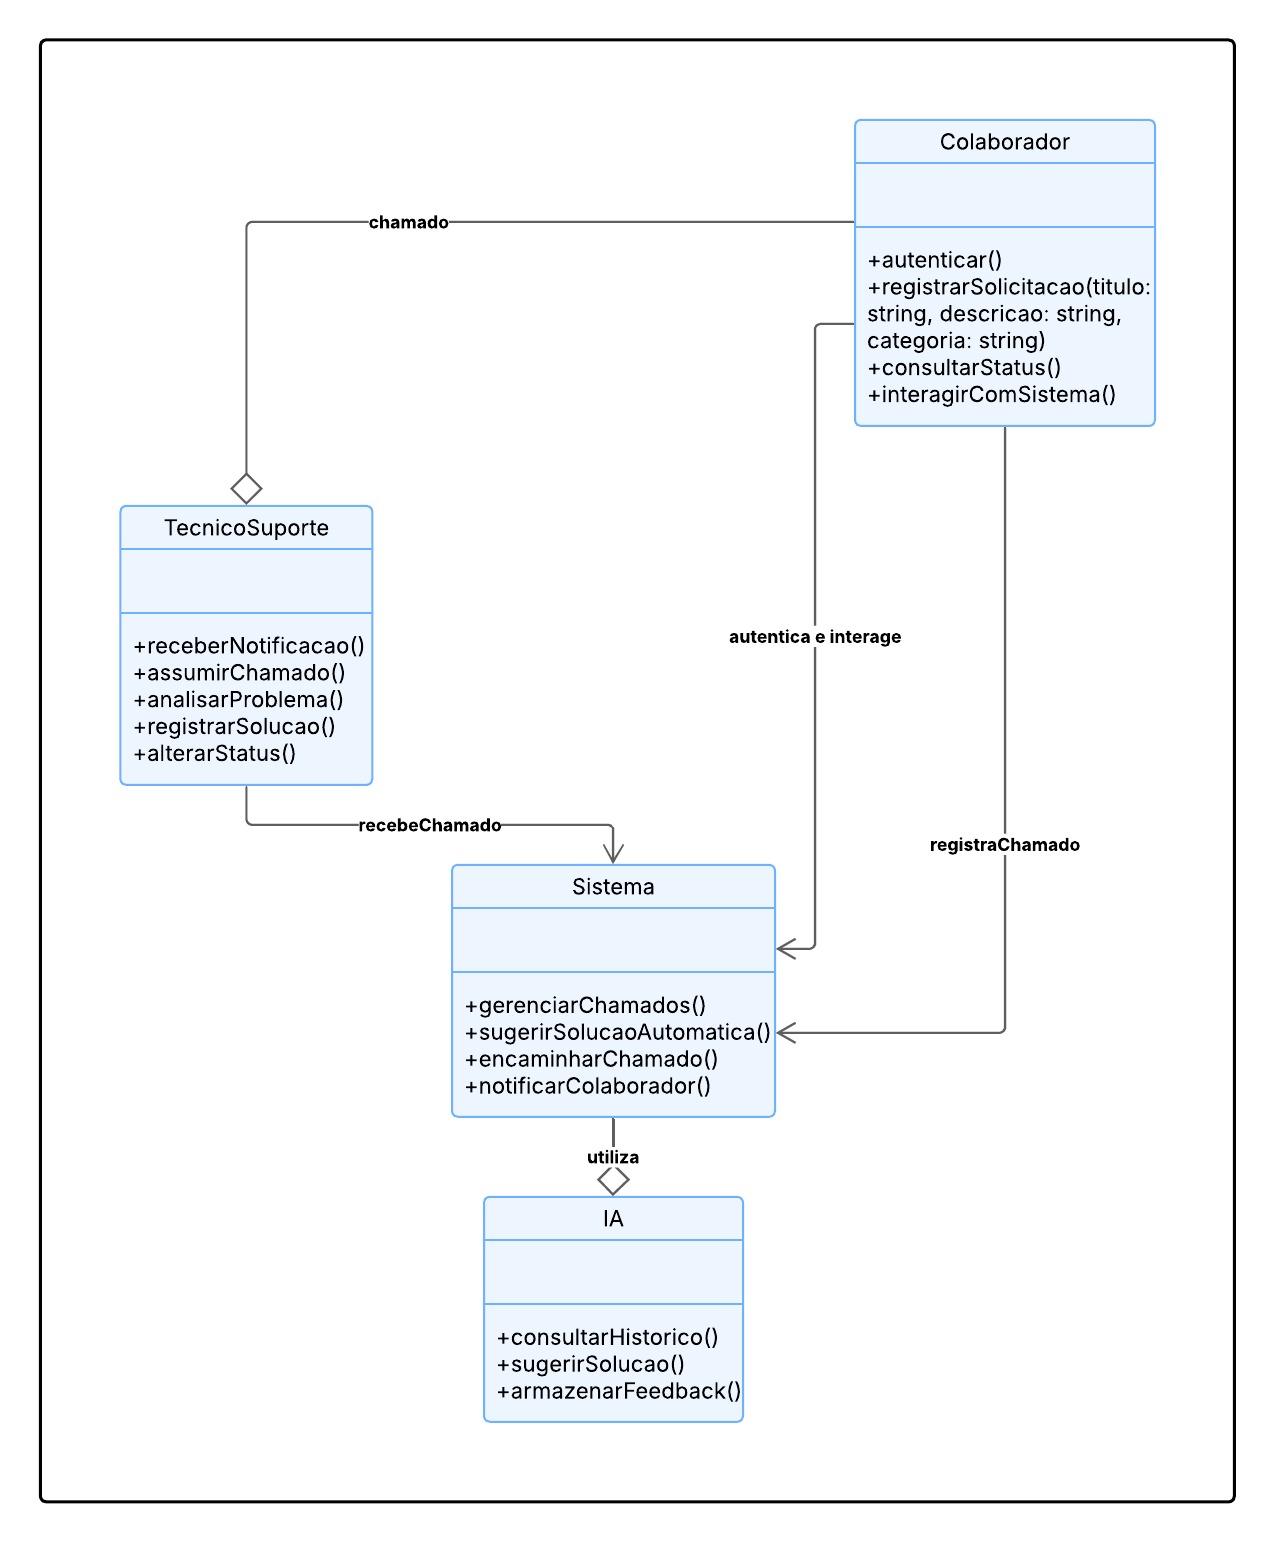 Colaborador
+autenticar()
+registrarSolicitacao(titulo:
string, descricao: string,
categoria: string)
+consultarStatus()
+interagirComSistema()
chamado
TecnicoSuporte
+receberNotificacao()
+assumirChamado()
+analisarProblema()
+registrarSolucao()
+alterarStatus()
autentica e interage
recebeChamado
registraChamado
Sistema
+gerenciarChamados()
+sugerirSolucaoAutomatica()
+encaminharChamado()
+notificarColaborador()
utiliza
IA
+consultarHistorico()
+sugerirSolucao()
+armazenarFeedback()